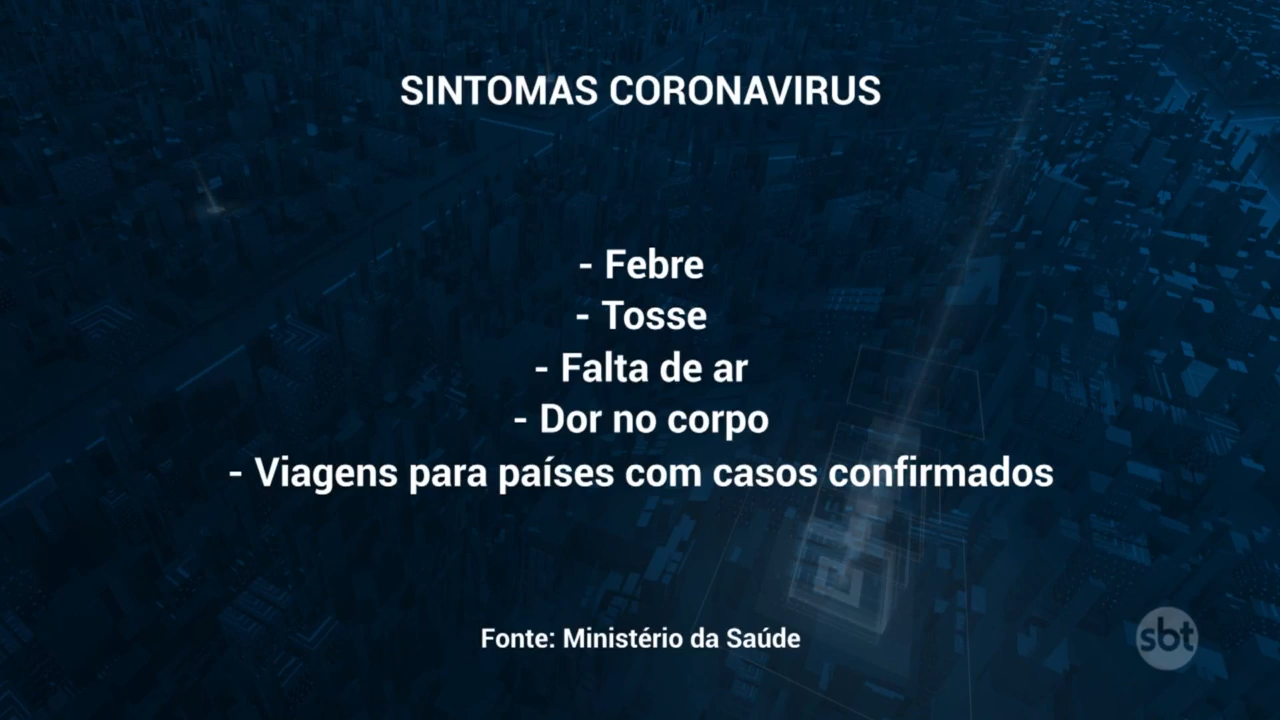 SINTOMAS CORONAVIRUS
- Febre
- Tosse
- Falta de ar
- Dor no corpo
- Viagens para países com casos confirmados
Fonte: Ministério da Saúde
sbt